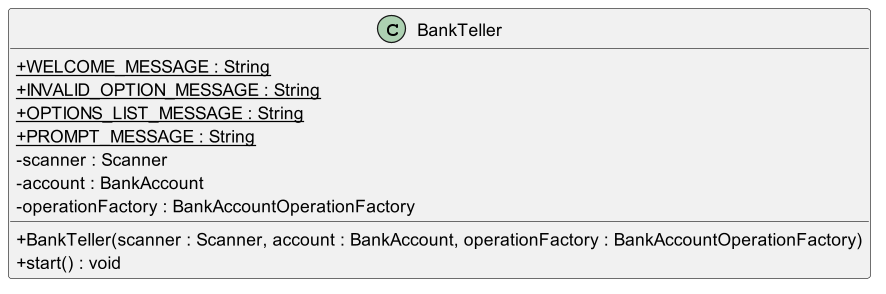 C BankTeller
+WELCOME_MESSAGE : String
+INVALID_OPTION_MESSAGE : String
+OPTIONS_LIST_MESSAGE : String
+PROMPT_MESSAGE : String
-scanner : Scanner
-account : BankAccount
-operationFactory : BankAccountOperationFactory
+BankTeller(scanner : Scanner, account : BankAccount, operationFactory : BankAccountOperationFactory)
+start() : void